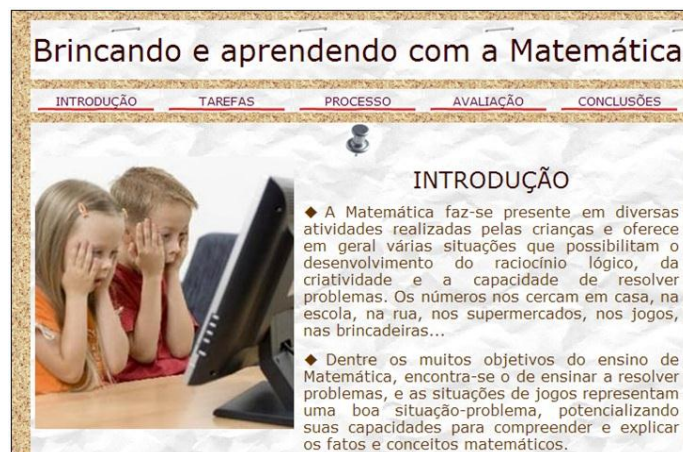 Brincando e aprendendo com a Matemática
INTRODUÇÃO TAREFAS PROCESSO AVALIAÇÃO CONCLUSÕES
INTRODUÇÃO
◆ A Matemática faz-se presente em diversas
atividades realizadas pelas crianças e oferece
em geral várias situações que possibilitam o
desenvolvimento do raciocínio lógico, da
criatividade e a capacidade de resolver
problemas. Os números nos cercam em casa, na
escola, na rua, nos supermercados, nos jogos,
nas brincadeiras...
◆ Dentre os muitos objetivos do ensino de
Matemática, encontra-se o de ensinar a resolver
problemas, e as situações de jogos representam
uma boa situação-problema, potencializando
suas capacidades para compreender e explicar
os fatos e conceitos matemáticos.